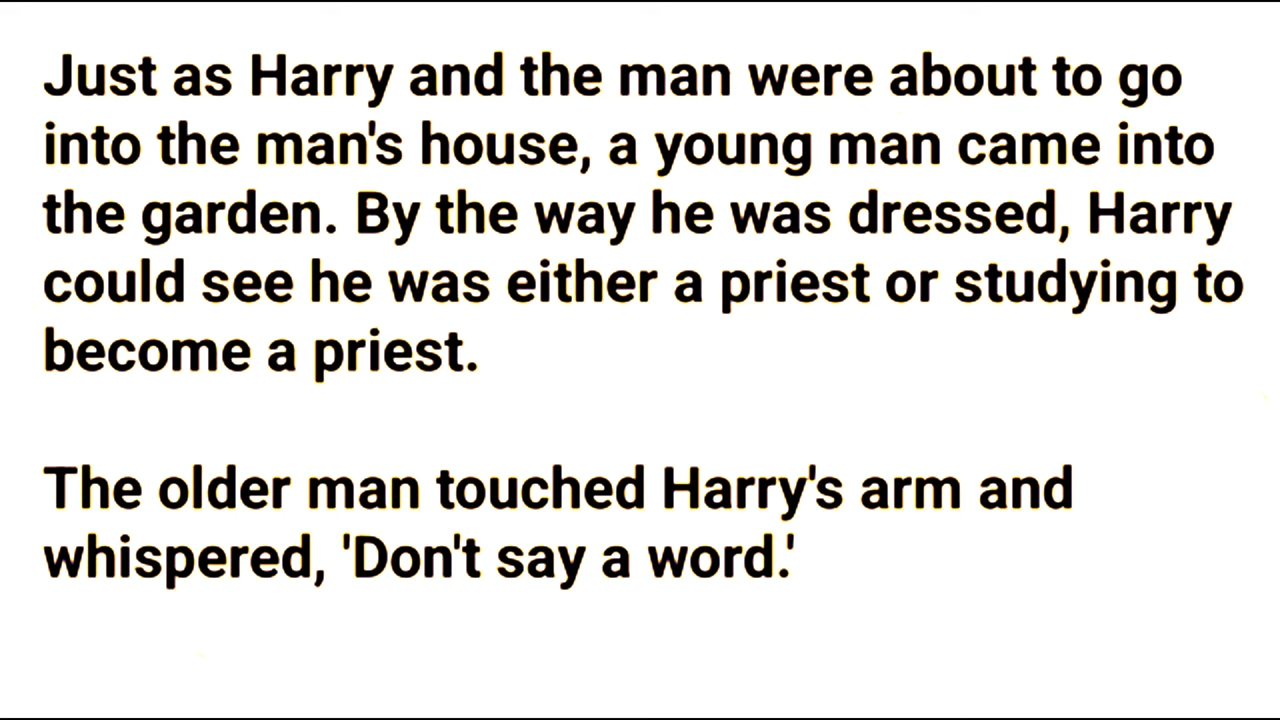 Just as Harry and the man were about to go
into the man's house, a young man came into
the garden. By the way he was dressed, Harry
could see he was either a priest or studying to
become a priest.
The older man touched Harry's arm and
whispered, 'Don't say a word.'